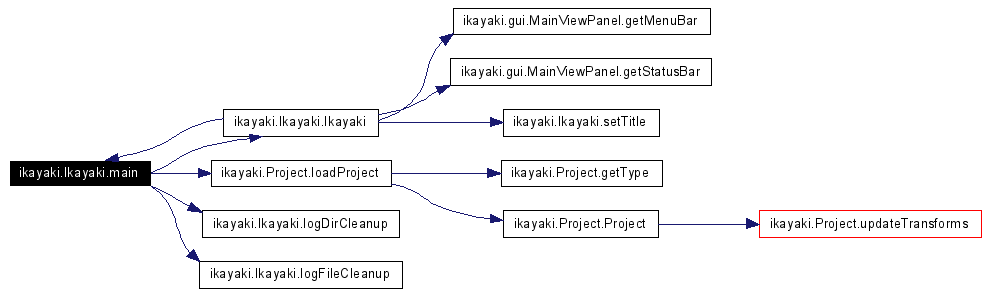 ikayaki.gui.MainViewPanel.getMenuBar
ikayaki.gui.MainViewPanel.getStatusBar
ikayaki.Ikayaki.Ikayaki
ikayaki.Ikayaki.setTitle
ikayaki.Ikayaki.main
ikayaki.Project.loadProject
ikayaki.Project.getType
ikayaki.Ikayaki.logDirCleanup
ikayaki.Project.Project
ikayaki.Project.updateTransforms
ikayaki.Ikayaki.logFileCleanup